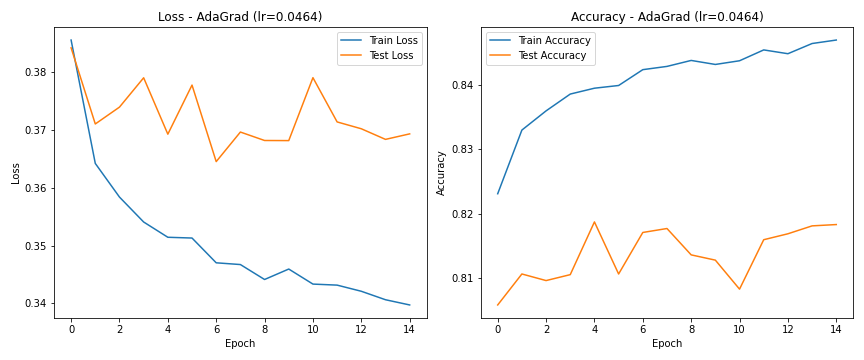 Loss - AdaGrad (lr=0.0464)
Train Loss
Test Loss
0.38
0.37
0.36
0.35
0.34
Loss
0 2 4 6 8 10 12 14
Epoch
Accuracy - AdaGrad (lr=0.0464)
Train Accuracy
Test Accuracy
0.84
0.83
0.82
0.81
Accuracy
0 2 4 6 8 10 12 14
Epoch